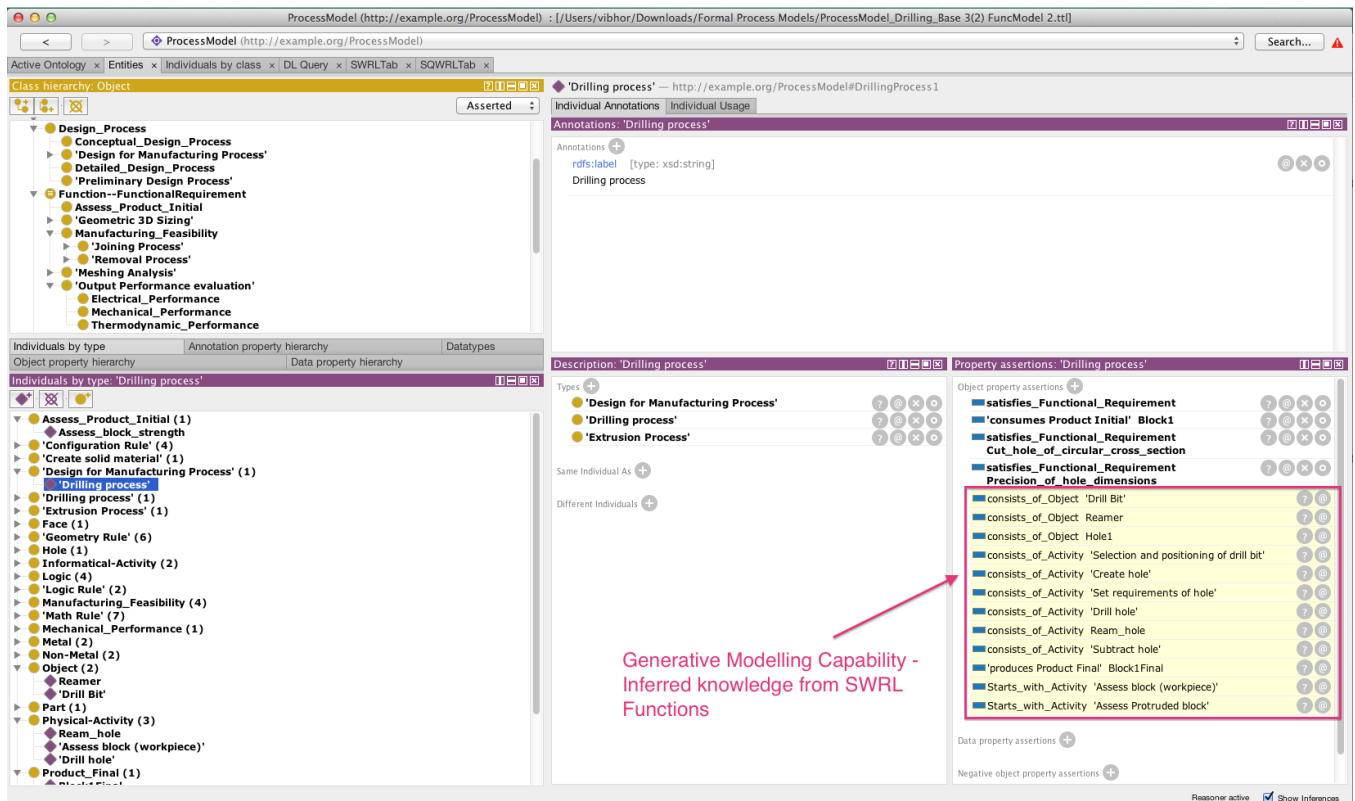 ProcessModel (http://example.org/ProcessModel) : [/Users/vibhor/Downloads/Formal Process Models/ProcessModel_Drilling_Base 3(2) FuncModel 2.ttl]
< > ProcessModel (http://example.org/ProcessModel) Search...
Active Ontology × Entities × Individuals by class × DL Query × SWRLTab × SQWRLTab ×
Class hierarchy: Object
Asserted
Design_Process
Conceptual_Design_Process
'Design for Manufacturing Process'
Detailed_Design_Process
'Preliminary Design Process'
Function--FunctionalRequirement
Assess_Product_Initial
'Geometric 3D Sizing'
Manufacturing_Feasibility
'Joining Process'
'Removal Process'
'Meshing Analysis'
'Output Performance evaluation'
Electrical_Performance
Mechanical_Performance
Thermodynamic_Performance
Individuals by type Annotation property hierarchy Datatypes
Object property hierarchy Data property hierarchy
Individuals by type: 'Drilling process'
Assess_Product_Initial (1)
Assess_block_strength
'Configuration Rule' (4)
'Create solid material' (1)
'Design for Manufacturing Process' (1)
'Drilling process'
'Drilling process' (1)
'Extrusion Process' (1)
Face (1)
'Geometry Rule' (6)
Hole (1)
Informatical-Activity (2)
Logic (4)
'Logic Rule' (2)
Manufacturing_Feasibility (4)
'Math Rule' (7)
Mechanical_Performance (1)
Metal (2)
Non-Metal (2)
Object (2)
Reamer
'Drill Bit'
Part (1)
Physical-Activity (3)
Ream_hole
'Assess block (workpiece)'
'Drill hole'
Product_Final (1)
Block1Final
'Drilling process' — http://example.org/ProcessModel#DrillingProcess1
Individual Annotations Individual Usage
Annotations: 'Drilling process'
Annotations
rdfs:label [type: xsd:string]
Drilling process
Description: 'Drilling process'
Types
'Design for Manufacturing Process'
'Drilling process'
'Extrusion Process'
Same Individual As
Different Individuals
Generative Modelling Capability -
Inferred knowledge from SWRL
Functions
Property assertions: 'Drilling process'
Object property assertions
satisfies_Functional_Requirement
'consumes Product Initial' Block1
satisfies_Functional_Requirement
Cut_hole_of_circular_cross_section
satisfies_Functional_Requirement
Precision_of_hole_dimensions
consists_of_Object 'Drill Bit'
consists_of_Object Reamer
consists_of_Object Hole1
consists_of_Activity 'Selection and positioning of drill bit'
consists_of_Activity 'Create hole'
consists_of_Activity 'Set requirements of hole'
consists_of_Activity 'Drill hole'
consists_of_Activity Ream_hole
consists_of_Activity 'Subtract hole'
'produces Product Final' Block1Final
Starts_with_Activity 'Assess block (workpiece)'
Starts_with_Activity 'Assess Protruded block'
Data property assertions
Negative object property assertions
Reasoner active Show Inferences